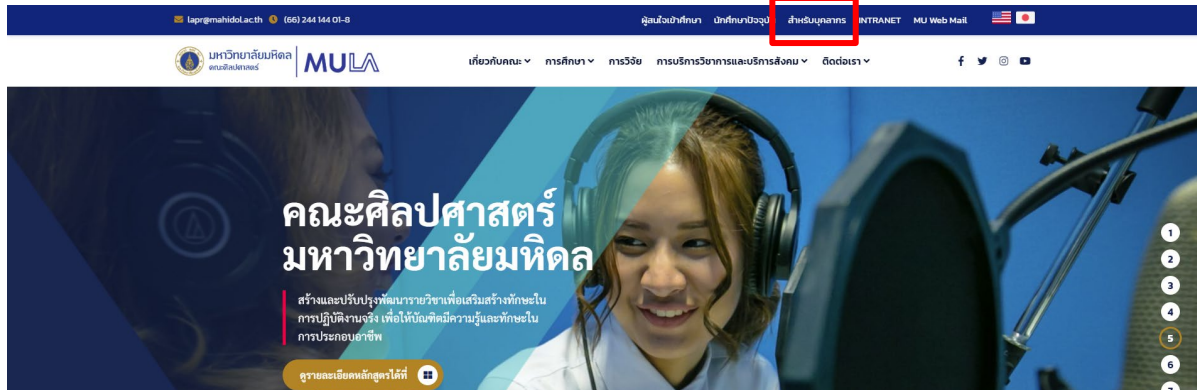 lapr@mahidol.ac.th (66) 244 144 01-8 ผู้สนใจเข้าศึกษา นักศึกษาปัจจุบัน สำหรับบุคลากร INTRANET MU Web Mail
มหาวิทยาลัยมหิดล
คณะศิลปศาสตร์
MULA
เกี่ยวกับคณะ การศึกษา การวิจัย การบริการวิชาการและบริการสังคม ติดต่อเรา
คณะศิลปศาสตร์
มหาวิทยาลัยมหิดล
สร้างและปรับปรุงพัฒนารายวิชาเพื่อเสริมสร้างทักษะใน
การปฏิบัติงานจริง เพื่อให้บัณฑิตมีความรู้และทักษะใน
การประกอบอาชีพ
ดูรายละเอียดหลักสูตรได้ที่
1
2
3
4
5
6